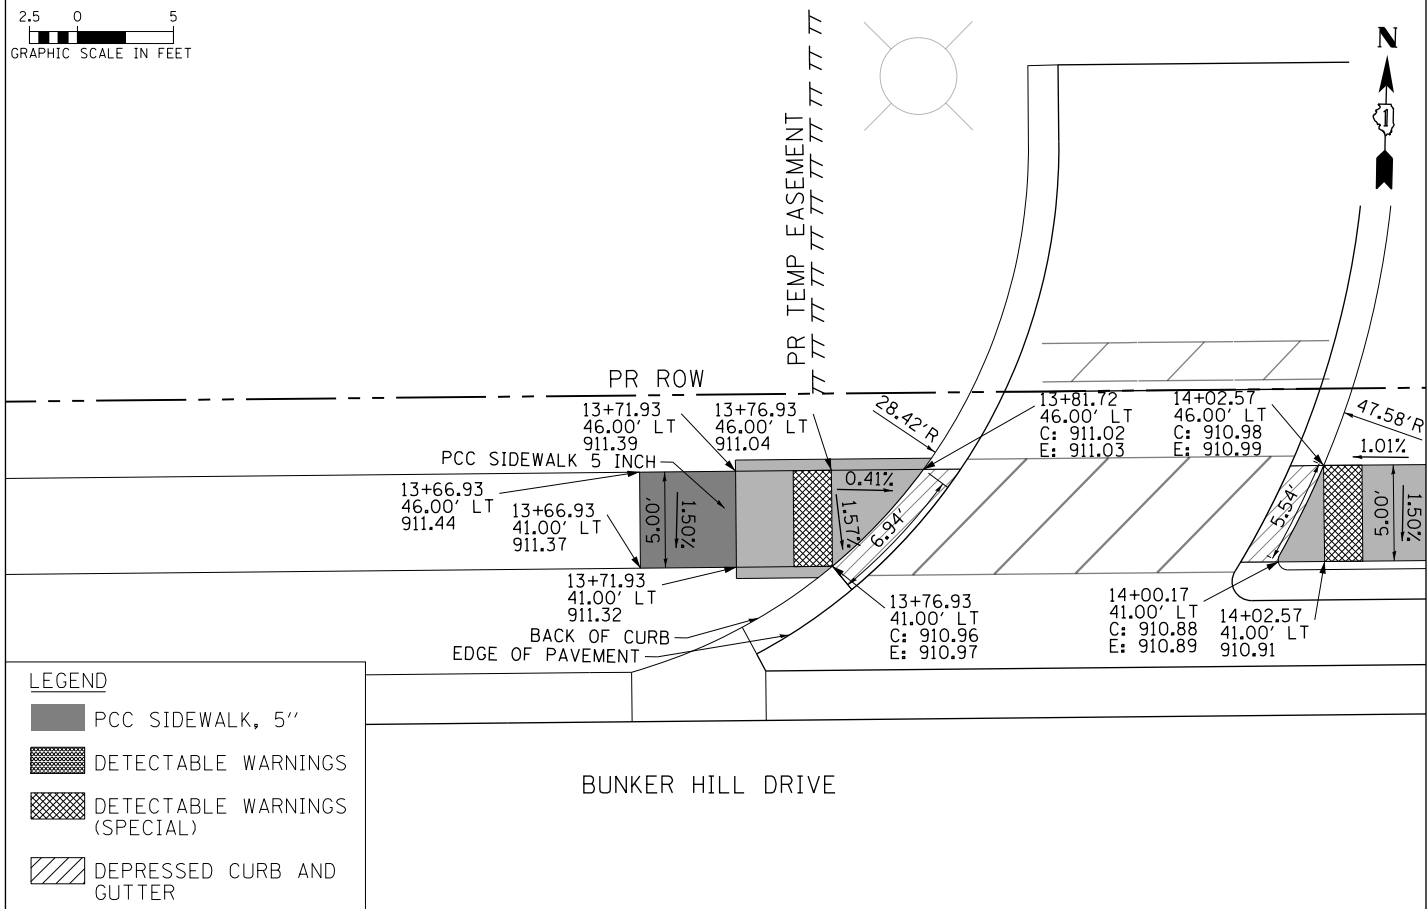 2.5 0 5
GRAPHIC SCALE IN FEET
N
1
PR TEMP EASEMENT
PR ROW
13+71.93
46.00' LT
911.39
13+76.93
46.00' LT
911.04
28.42'R
13+81.72
46.00' LT
C: 911.02
E: 911.03
14+02.57
46.00' LT
C: 910.98
E: 910.99
47.58'R
1.01%
PCC SIDEWALK 5 INCH
13+66.93
46.00' LT
911.44
13+66.93
41.00' LT
911.37
5.00'
1.50%
0.41%
1.57%
6.94'
5.54'
5.00'
1.50%
13+71.93
41.00' LT
911.32
13+76.93
41.00' LT
C: 910.96
E: 910.97
14+00.17
41.00' LT
C: 910.88
E: 910.89
14+02.57
41.00' LT
910.91
BACK OF CURB
EDGE OF PAVEMENT
LEGEND
PCC SIDEWALK, 5"
DETECTABLE WARNINGS
DETECTABLE WARNINGS
(SPECIAL)
DEPRESSED CURB AND
GUTTER
BUNKER HILL DRIVE